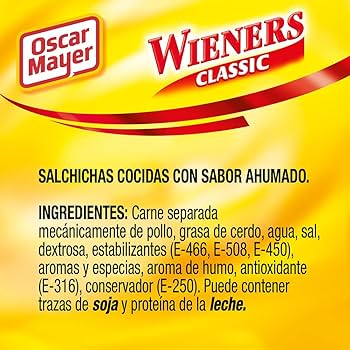 Oscar
Mayer
WIENERS
CLASSIC
SALCHICHAS COCIDAS CON SABOR AHUMADO.
INGREDIENTES: Carne separada
mecánicamente de pollo, grasa de cerdo, agua, sal,
dextrosa, estabilizantes (E-466, E-508, E-450),
aromas y especias, aroma de humo, antioxidante
(E-316), conservador (E-250). Puede contener
trazas de soja y proteína de la leche.